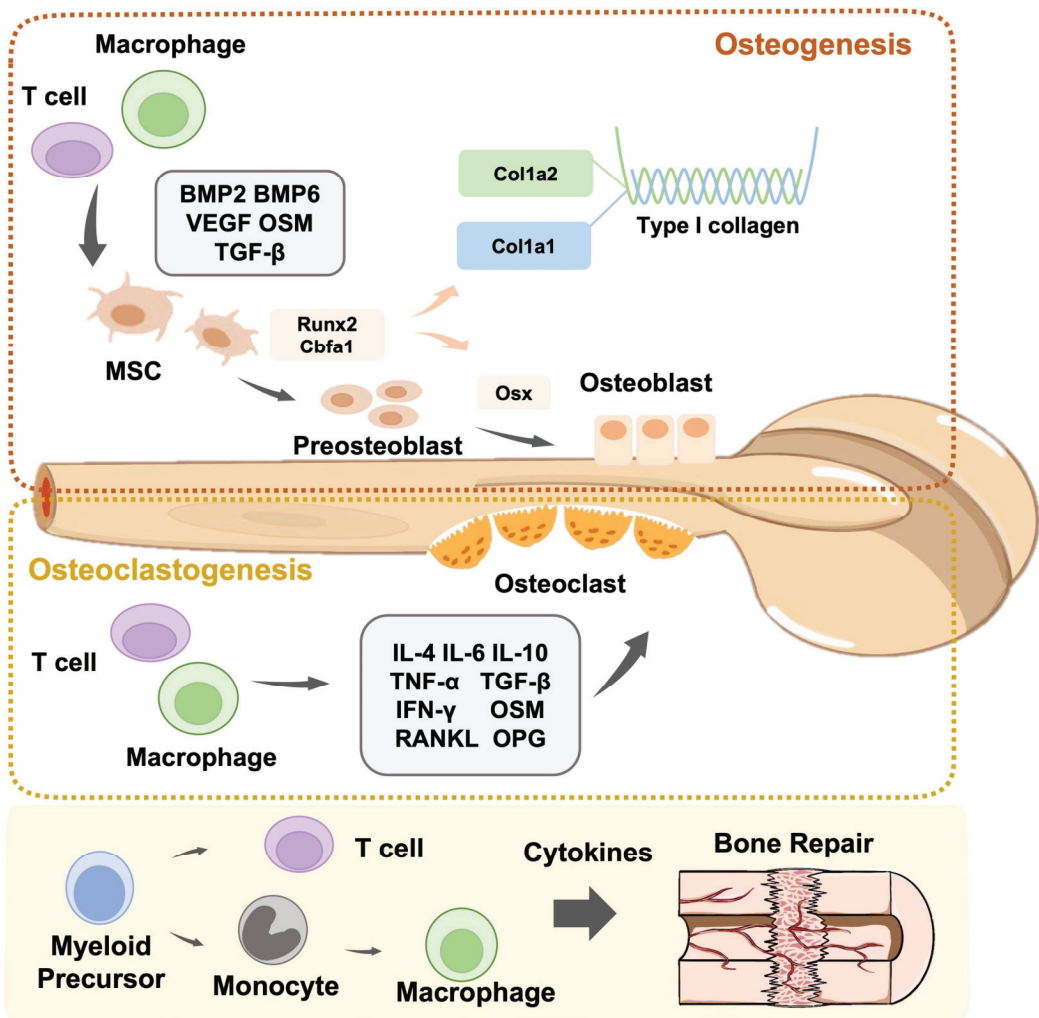 Macrophage
Osteogenesis
T cell
BMP2 BMP6
VEGF OSM
TGF-β
Col1a2
Type I collagen
Col1a1
Runx2
Cbfa1
MSC
Osx
Osteoblast
Preosteoblast
Osteoclastogenesis
Osteoclast
T cell
Macrophage
IL-4 IL-6 IL-10
TNF-α TGF-β
IFN-γ OSM
RANKL OPG
T cell
Cytokines
Bone Repair
Myeloid
Precursor
Monocyte
Macrophage